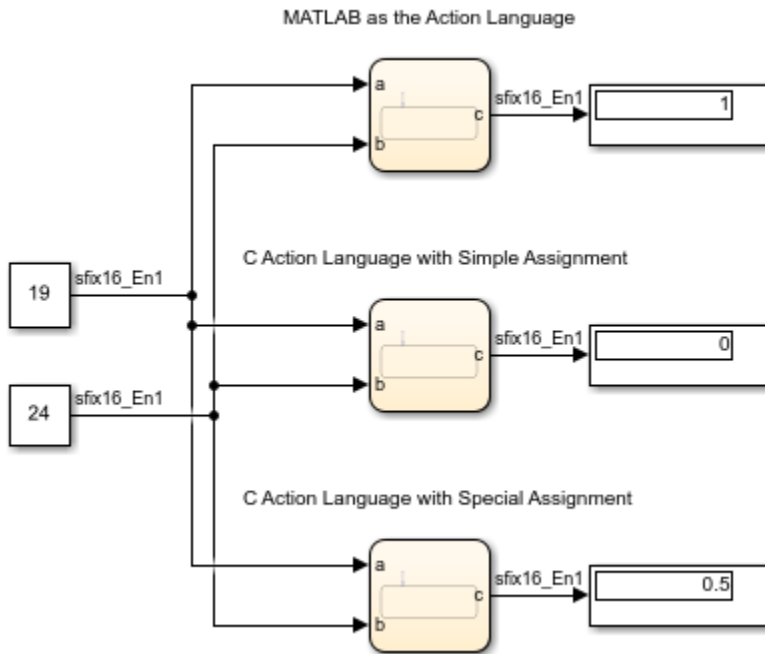 MATLAB as the Action Language
a
b
c
sfix16_En1
1
C Action Language with Simple Assignment
19
sfix16_En1
a
b
c
sfix16_En1
0
24
sfix16_En1
C Action Language with Special Assignment
a
b
c
sfix16_En1
0.5